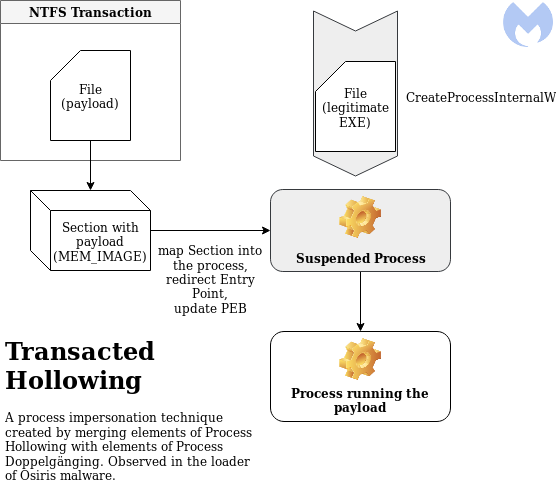 NTFS Transaction
File
(payload)
File
(legitimate
EXE)
CreateProcessInternalW
Section with
payload
(MEM_IMAGE)
map Section into
the process,
redirect Entry
Point,
update PEB
Suspended Process
Process running the
payload
Transacted
Hollowing
A process impersonation technique
created by merging elements of Process
Hollowing with elements of Process
Doppelgänging. Observed in the loader
of Osiris malware.